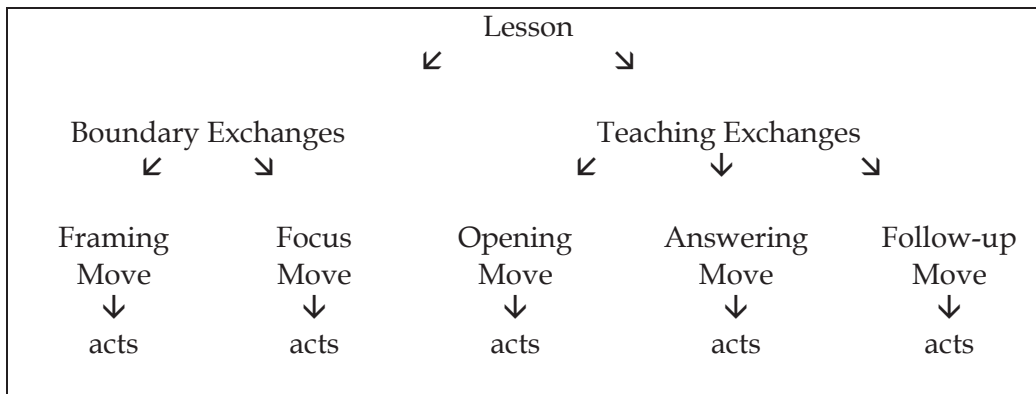 Lesson
Boundary Exchanges Teaching Exchanges
Framing Focus Opening Answering Follow-up
Move Move Move Move Move
acts acts acts acts acts